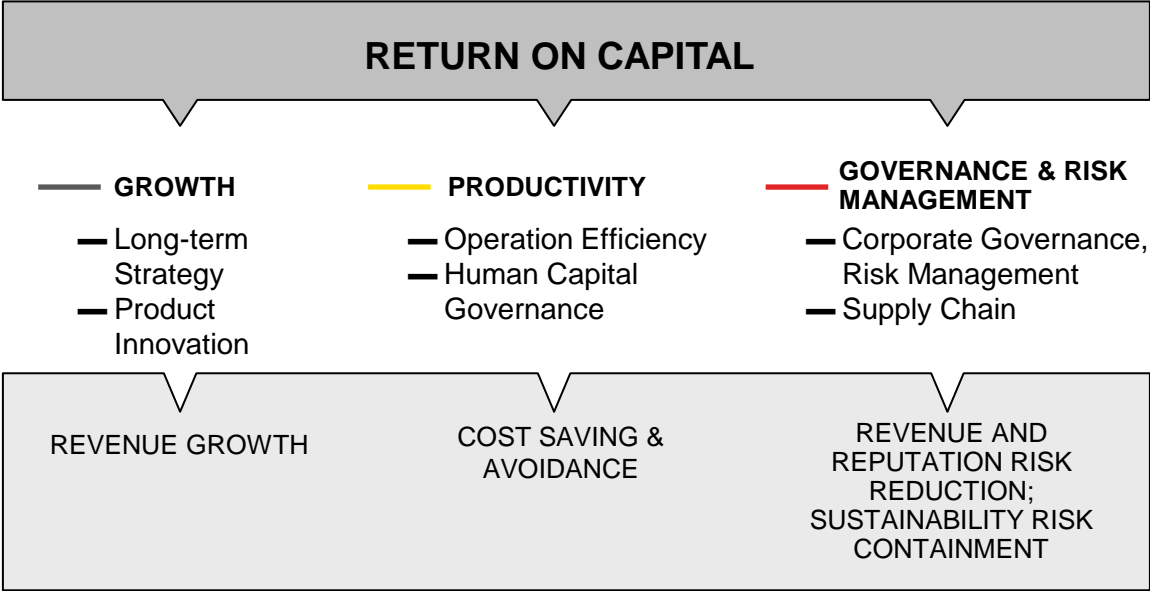 RETURN ON CAPITAL
GROWTH
Long-term
Strategy
Product
Innovation
PRODUCTIVITY
Operation Efficiency
Human Capital
Governance
GOVERNANCE & RISK
MANAGEMENT
Corporate Governance,
Risk Management
Supply Chain
REVENUE GROWTH
COST SAVING &
AVOIDANCE
REVENUE AND
REPUTATION RISK
REDUCTION;
SUSTAINABILITY RISK
CONTAINMENT